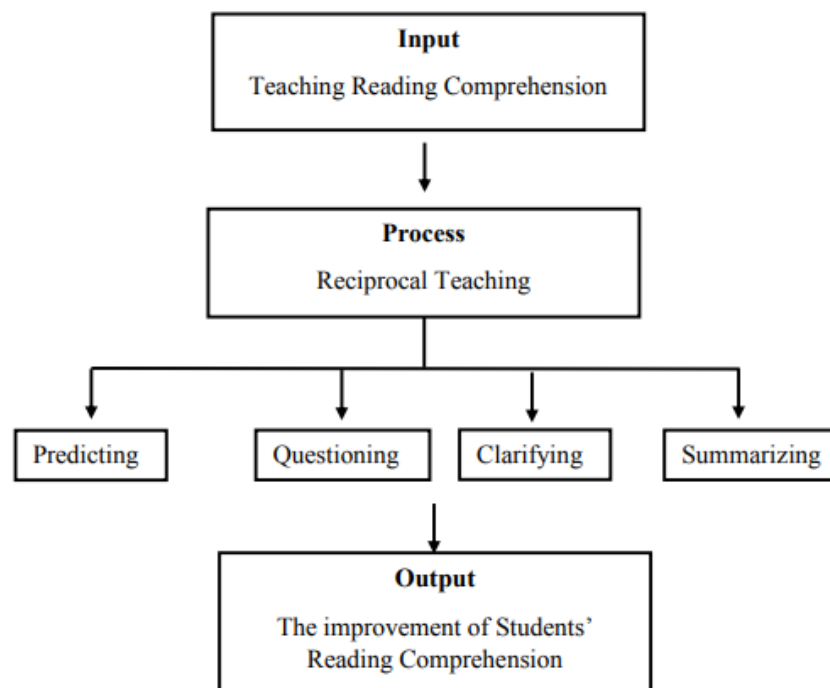 Input
Teaching Reading Comprehension
Process
Reciprocal Teaching
Predicting
Questioning
Clarifying
Summarizing
Output
The improvement of Students’
Reading Comprehension